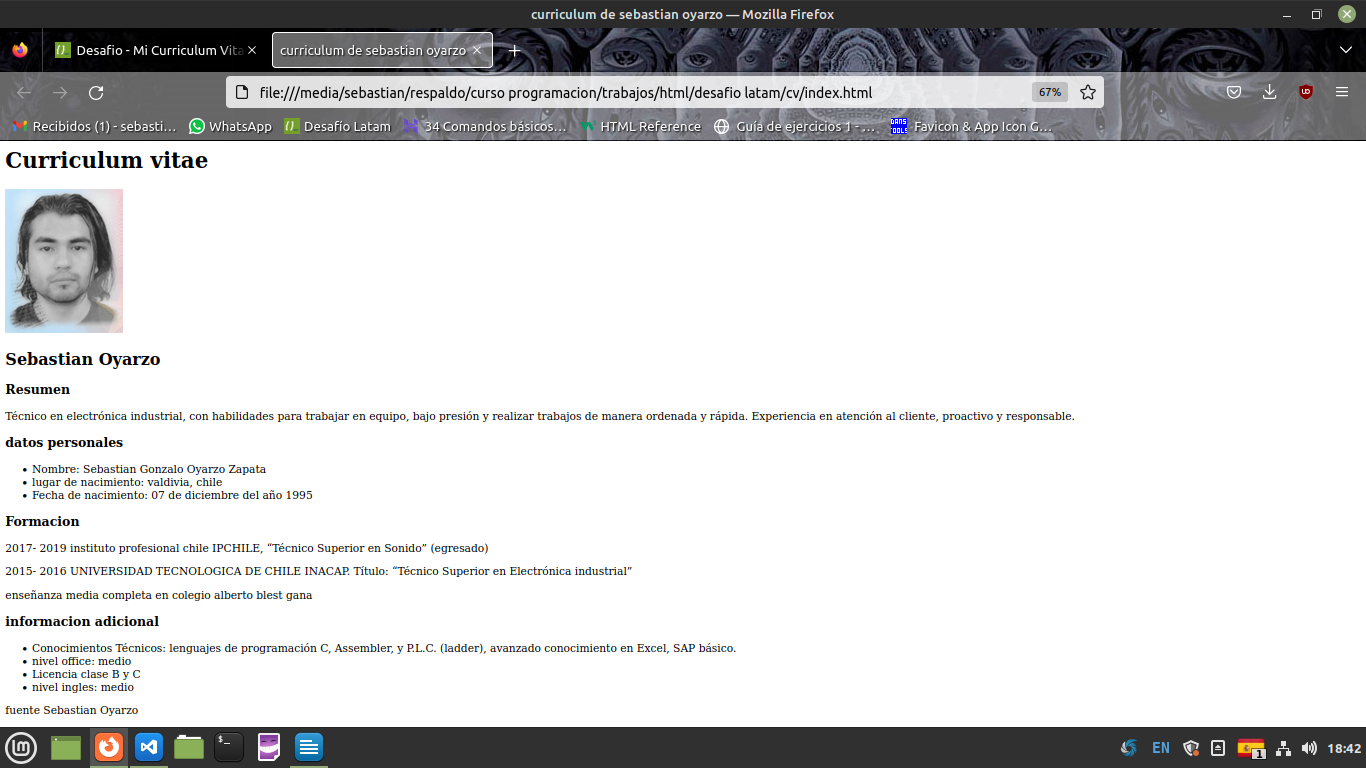 curriculum de sebastian oyarzo — Mozilla Firefox
Desafio - Mi Curriculum Vita
curriculum de sebastian oyarzo
file:///media/sebastian/respaldo/curso programacion/trabajos/html/desafio latam/cv/index.html
67%
Recibidos (1) - sebasti…
WhatsApp
Desafío Latam
34 Comandos básicos…
HTML Reference
Guía de ejercicios 1 - …
DANS TOOLS
Favicon & App Icon G…
Curriculum vitae
Sebastian Oyarzo
Resumen
Técnico en electrónica industrial, con habilidades para trabajar en equipo, bajo presión y realizar trabajos de manera ordenada y rápida. Experiencia en atención al cliente, proactivo y responsable.
datos personales
• Nombre: Sebastian Gonzalo Oyarzo Zapata
• lugar de nacimiento: valdivia, chile
• Fecha de nacimiento: 07 de diciembre del año 1995
Formacion
2017- 2019 instituto profesional chile IPCHILE, “Técnico Superior en Sonido” (egresado)
2015- 2016 UNIVERSIDAD TECNOLOGICA DE CHILE INACAP. Título: “Técnico Superior en Electrónica industrial”
enseñanza media completa en colegio alberto blest gana
informacion adicional
• Conocimientos Técnicos: lenguajes de programación C, Assembler, y P.L.C. (ladder), avanzado conocimiento en Excel, SAP básico.
• nivel office: medio
• Licencia clase B y C
• nivel ingles: medio
fuente Sebastian Oyarzo
EN
1
18:42